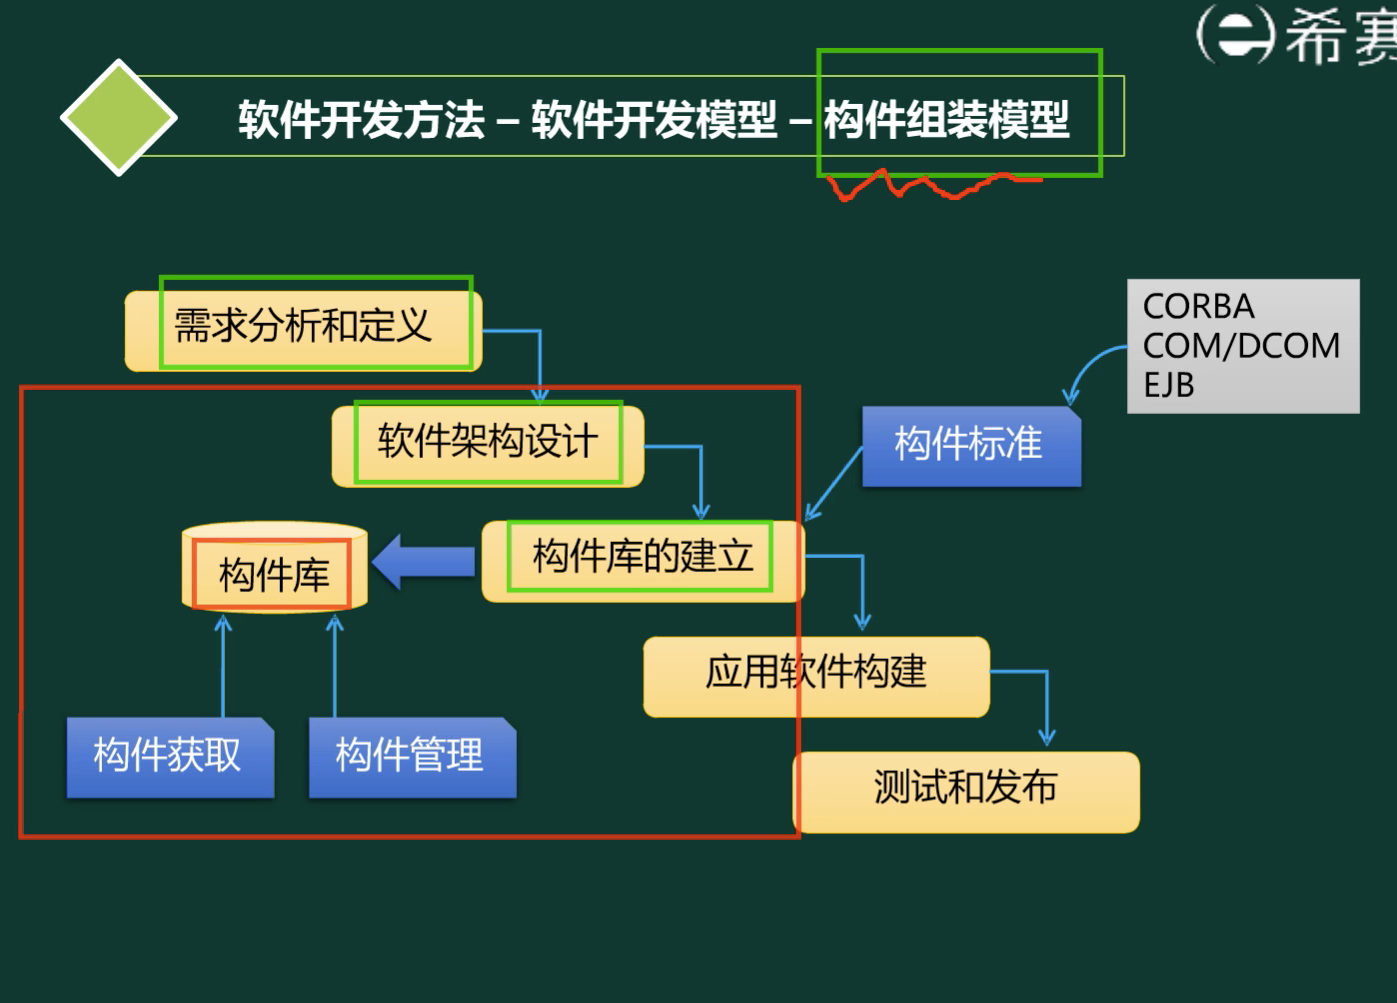 希赛
软件开发方法 – 软件开发模型 – 构件组装模型
需求分析和定义
CORBA
COM/DCOM
EJB
软件架构设计
构件标准
构件库的建立
构件库
应用软件构建
构件获取
构件管理
测试和发布